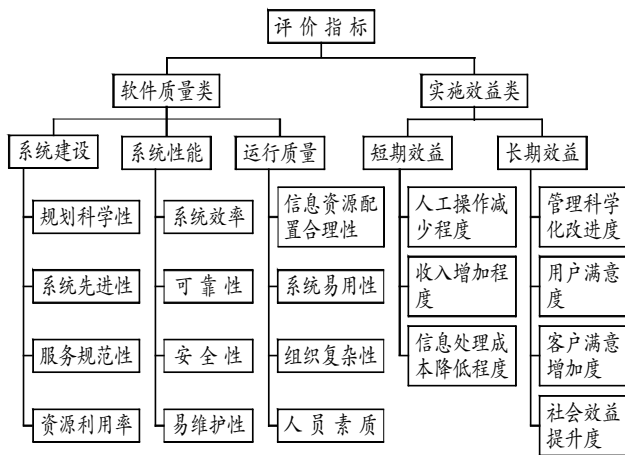 评价指标
软件质量类
实施效益类
系统建设
系统性能
运行质量
短期效益
长期效益
规划科学性
系统先进性
服务规范性
资源利用率
系统效率
可靠性
安全性
易维护性
信息资源配
置合理性
系统易用性
组织复杂性
人员素质
人工操作减
少程度
收入增加程
度
信息处理成
本降低程度
管理科学
化改进度
用户满意
度
客户满意
增加度
社会效益
提升度